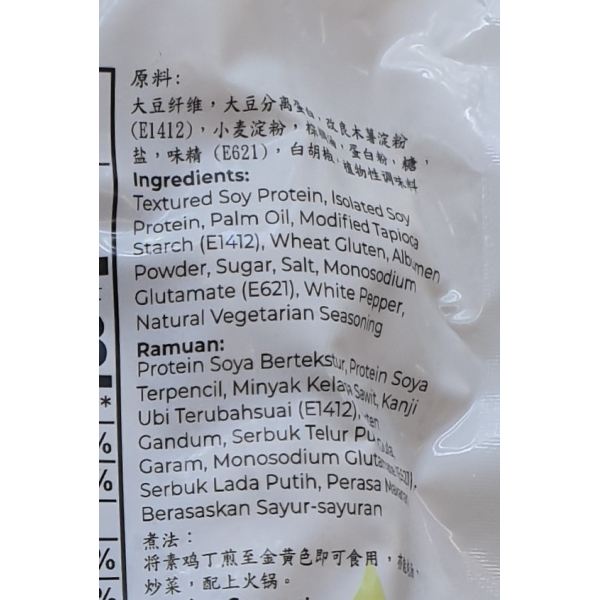 原料:
大豆纤维，大豆分离蛋白，改良木薯淀粉
(E1412)，小麦淀粉，棕榈油，蛋白粉，糖，
盐，味精 (E621)，白胡椒，植物性调味料
Ingredients:
Textured Soy Protein, Isolated Soy
Protein, Palm Oil, Modified Tapioca
Starch (E1412), Wheat Gluten, Albumen
Powder, Sugar, Salt, Monosodium
Glutamate (E621), White Pepper,
Natural Vegetarian Seasoning
Ramuan:
Protein Soya Bertekstur, Protein Soya
Terpencil, Minyak Kelapa Sawit, Kanji
Ubi Terubahsuai (E1412),
Gandum, Serbuk Telur
Garam, Monosodium Glutamate (E621),
Serbuk Lada Putih, Perasa
Berasaskan Sayur-sayuran
煮法:
将素鸡丁煎至金黄色即可食用，
炒菜，配上火锅。